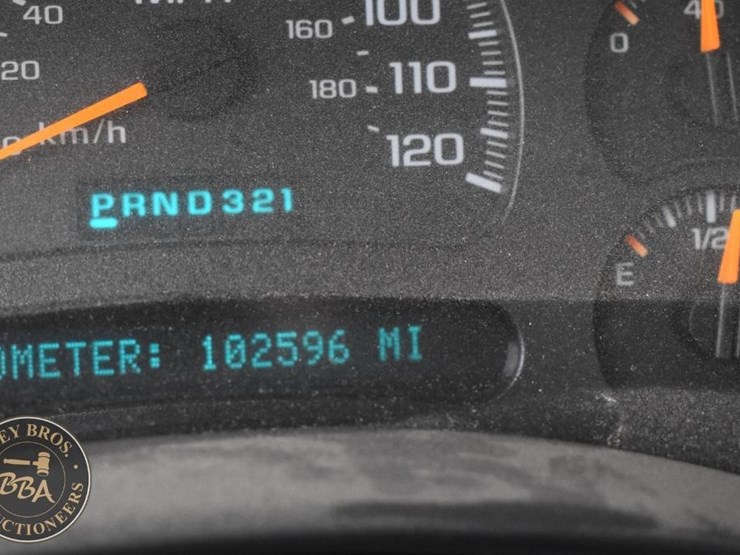 40
100
160
20
110
180
km/h
120
PRND321
OMETER: 102596 MI
0
40
1/2
E
EY BROS.
BBA
CTIONEERS